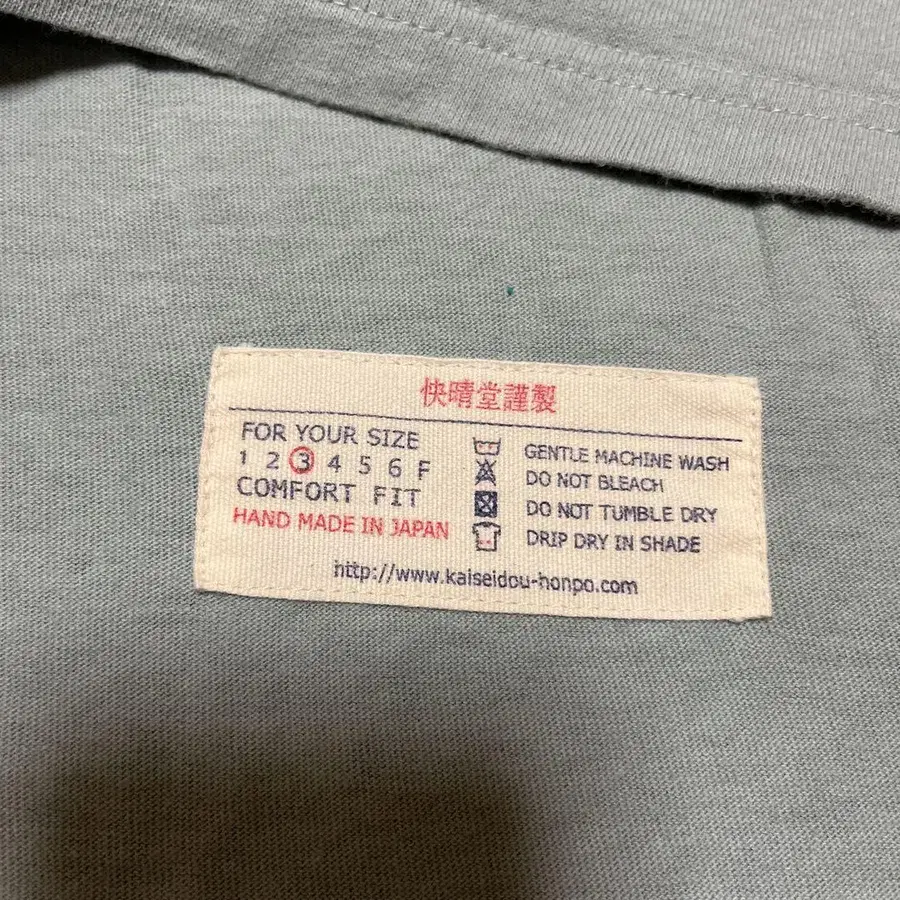 快晴堂謹製
FOR YOUR SIZE
1 2 3 4 5 6 F
COMFORT FIT
HAND MADE IN JAPAN
GENTLE MACHINE WASH
DO NOT BLEACH
DO NOT TUMBLE DRY
DRIP DRY IN SHADE
http://www.kaiseidou-honpo.com